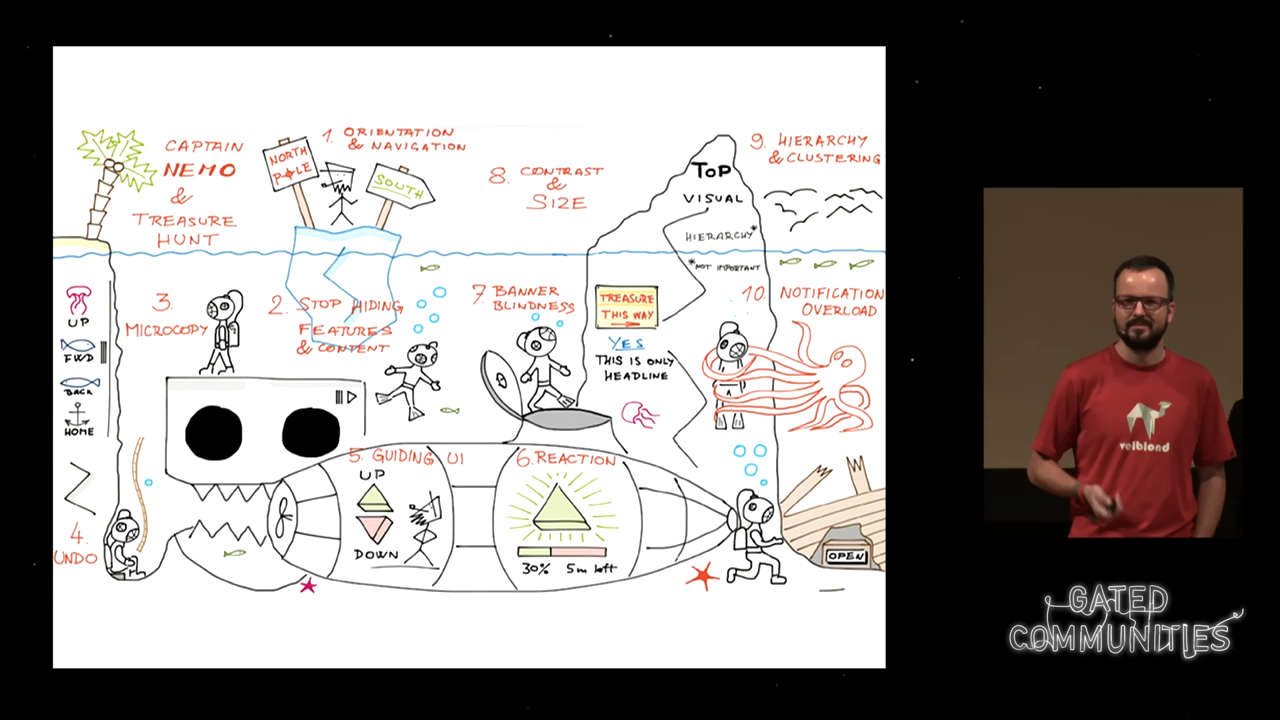 CAPTAIN
NEMO
&
TREASURE
HUNT
1. ORIENTATION
& NAVIGATION
NORTH
POLE
SOUTH
8. CONTRAST
&
SIZE
TOP
VISUAL
HIERARCHY*
*NOT IMPORTANT
9. HIERARCHY
& CLUSTERING
UP
FWD
BACK
HOME
3.
MICROCOPY
2. STOP HIDING
FEATURES
& CONTENT
7. BANNER
BLINDNESS
TREASURE
THIS WAY
YES
THIS IS ONLY
HEADLINE
10. NOTIFICATION
OVERLOAD
4.
UNDO
5. GUIDING UI
UP
DOWN
6. REACTION
30% 5m left
OPEN
velblond
GATED
COMMUNITIES